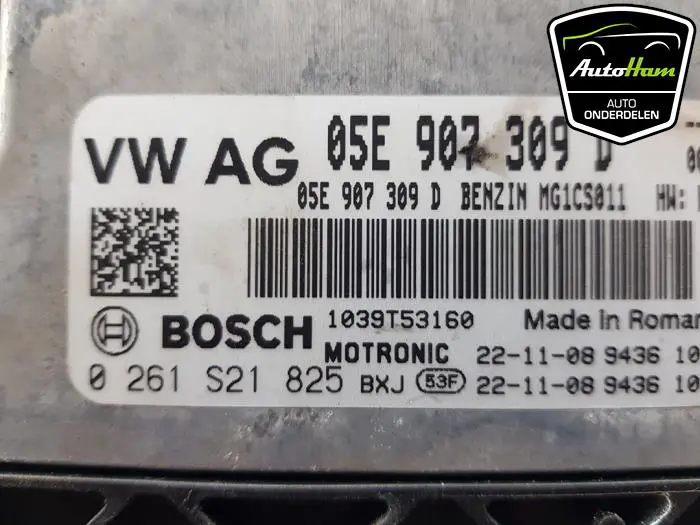 AutoHam
AUTO
ONDERDELEN
VW AG 05E 907 309 D
05E 907 309 D BENZIN MG1CS011 HW:
BOSCH 1039T53160 Made in Roman
MOTRONIC 22-11-08 9436 10
0 261 S21 825 BXJ 53F 22-11-08 9436 10